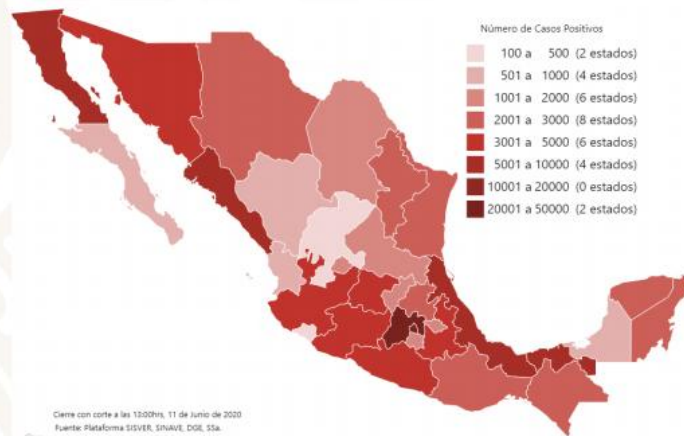 Número de Casos Positivos
100 a 500 (2 estados)
501 a 1000 (4 estados)
1001 a 2000 (6 estados)
2001 a 3000 (8 estados)
3001 a 5000 (6 estados)
5001 a 10000 (4 estados)
10001 a 20000 (0 estados)
20001 a 50000 (2 estados)
Cierre con corte a las 13:00hrs, 11 de Junio de 2020
Fuente: Plataforma SISVER, SINAVE, DGE, SSa.